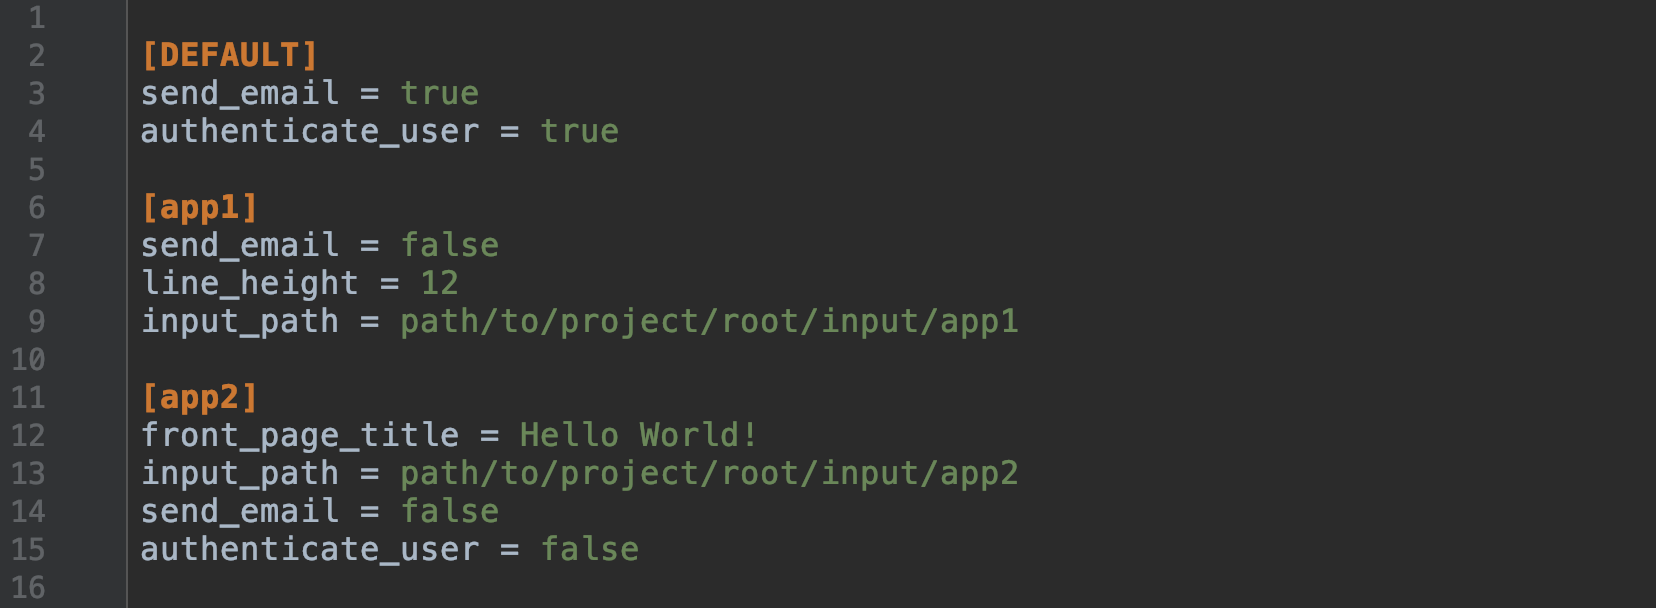 1
2 [DEFAULT]
3 send_email = true
4 authenticate_user = true
5
6 [app1]
7 send_email = false
8 line_height = 12
9 input_path = path/to/project/root/input/app1
10
11 [app2]
12 front_page_title = Hello World!
13 input_path = path/to/project/root/input/app2
14 send_email = false
15 authenticate_user = false
16